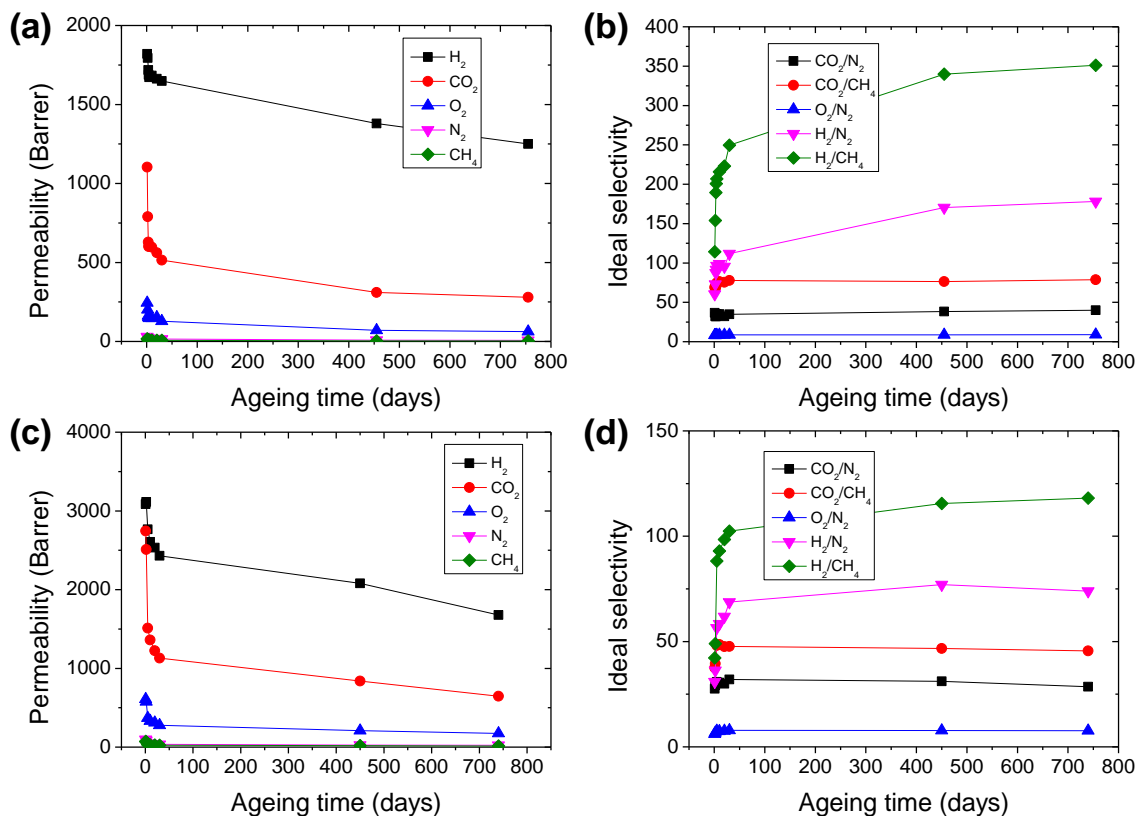 (a)
Permeability (Barrer)
2000
1500
1000
500
0
H₂
CO₂
O₂
N₂
CH₄
0 100 200 300 400 500 600 700 800
Ageing time (days)
(b)
Ideal selectivity
400
350
300
250
200
150
100
50
0
CO₂/N₂
CO₂/CH₄
O₂/N₂
H₂/N₂
H₂/CH₄
0 100 200 300 400 500 600 700 800
Ageing time (days)
(c)
Permeability (Barrer)
4000
3000
2000
1000
0
H₂
CO₂
O₂
N₂
CH₄
0 100 200 300 400 500 600 700 800
Ageing time (days)
(d)
Ideal selectivity
150
100
50
0
CO₂/N₂
CO₂/CH₄
O₂/N₂
H₂/N₂
H₂/CH₄
0 100 200 300 400 500 600 700 800
Ageing time (days)